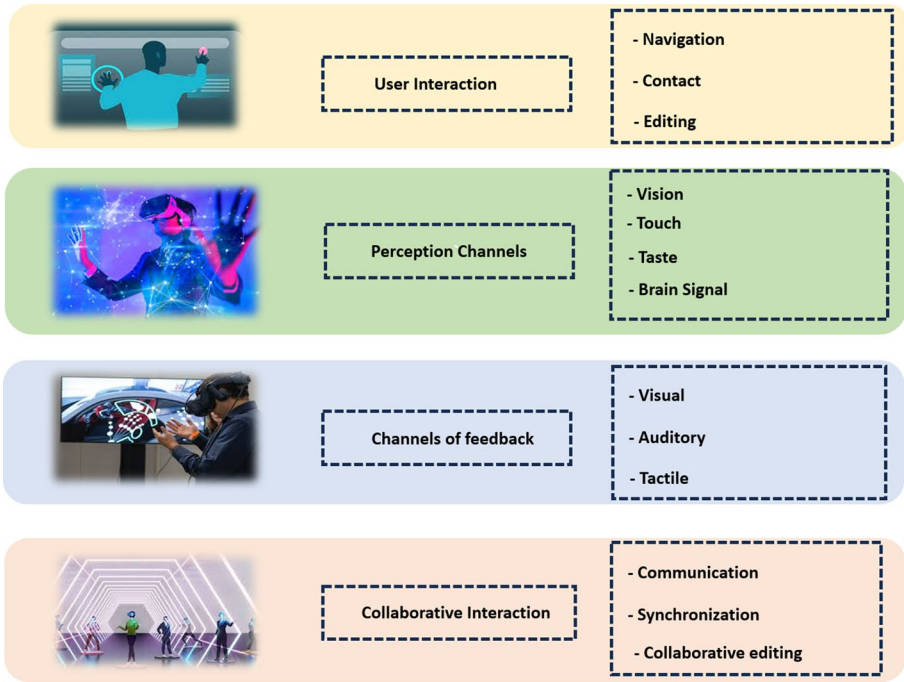 User Interaction
- Navigation
- Contact
- Editing
Perception Channels
- Vision
- Touch
- Taste
- Brain Signal
Channels of feedback
- Visual
- Auditory
- Tactile
Collaborative Interaction
- Communication
- Synchronization
- Collaborative editing